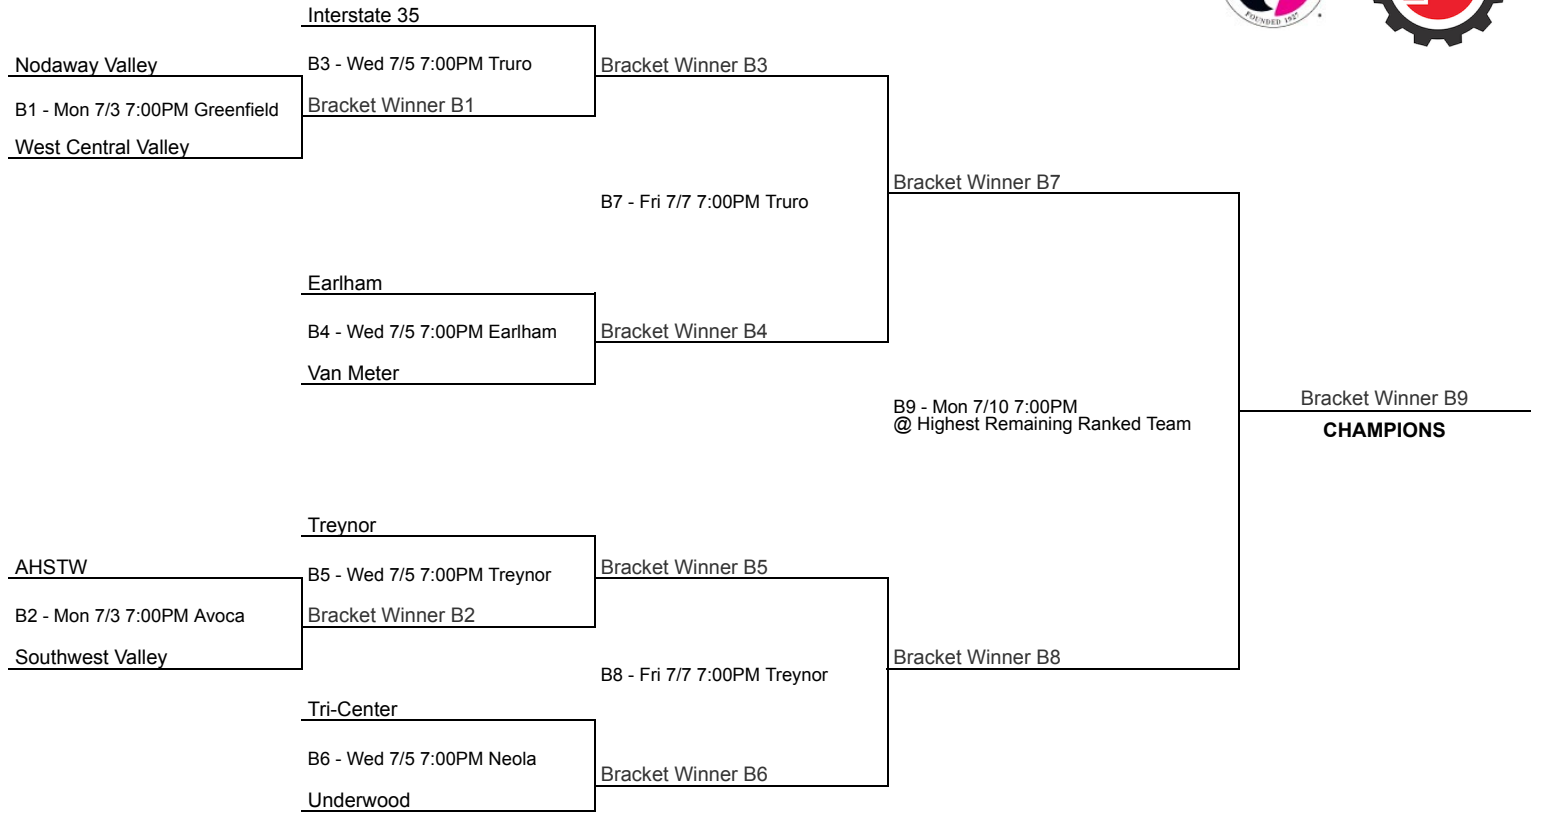 Interstate 35
FOUNDED 1927
Nodaway Valley
B3 - Wed 7/5 7:00PM Truro
Bracket Winner B3
B1 - Mon 7/3 7:00PM Greenfield
Bracket Winner B1
West Central Valley
Bracket Winner B7
B7 - Fri 7/7 7:00PM Truro
Earlham
B4 - Wed 7/5 7:00PM Earlham
Bracket Winner B4
Van Meter
B9 - Mon 7/10 7:00PM
@ Highest Remaining Ranked Team
Bracket Winner B9
CHAMPIONS
Treynor
AHSTW
B5 - Wed 7/5 7:00PM Treynor
Bracket Winner B5
B2 - Mon 7/3 7:00PM Avoca
Bracket Winner B2
Southwest Valley
Bracket Winner B8
B8 - Fri 7/7 7:00PM Treynor
Tri-Center
B6 - Wed 7/5 7:00PM Neola
Bracket Winner B6
Underwood